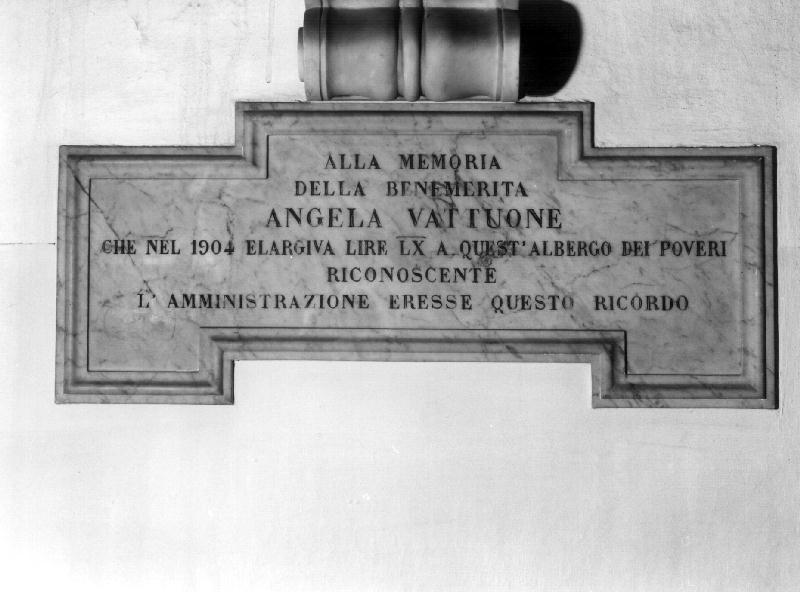 ALLA MEMORIA
DELLA BENEMERITA
ANGELA VATTUONE
CHE NEL 1904 ELARGIVA LIRE LX A QUEST'ALBERGO DEI POVERI
RICONOSCENTE
L'AMMINISTRAZIONE ERESSE QUESTO RICORDO